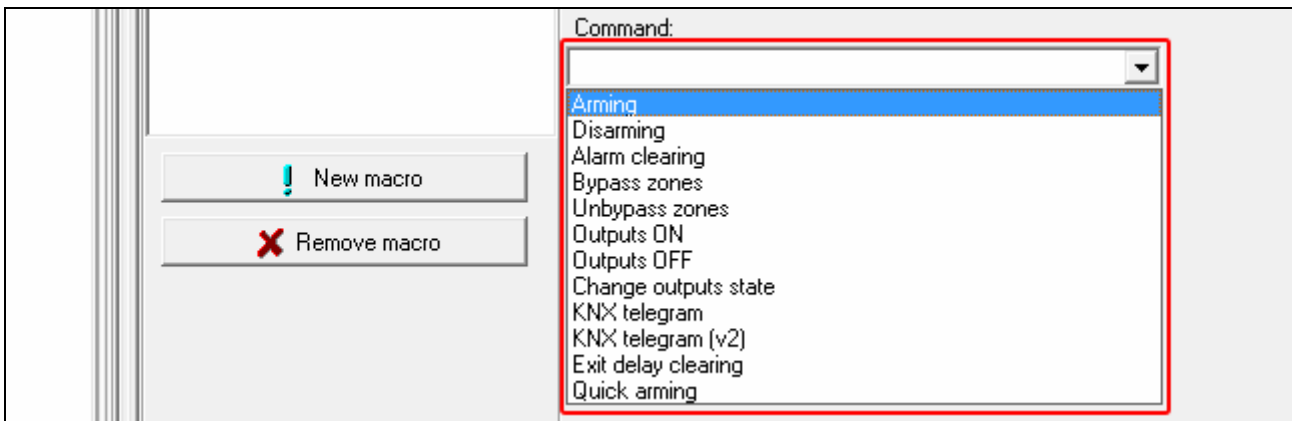 Command:
Arming
Disarming
Alarm clearing
Bypass zones
Unbypass zones
Outputs ON
Outputs OFF
Change outputs state
KNX telegram
KNX telegram (v2)
Exit delay clearing
Quick arming
New macro
Remove macro